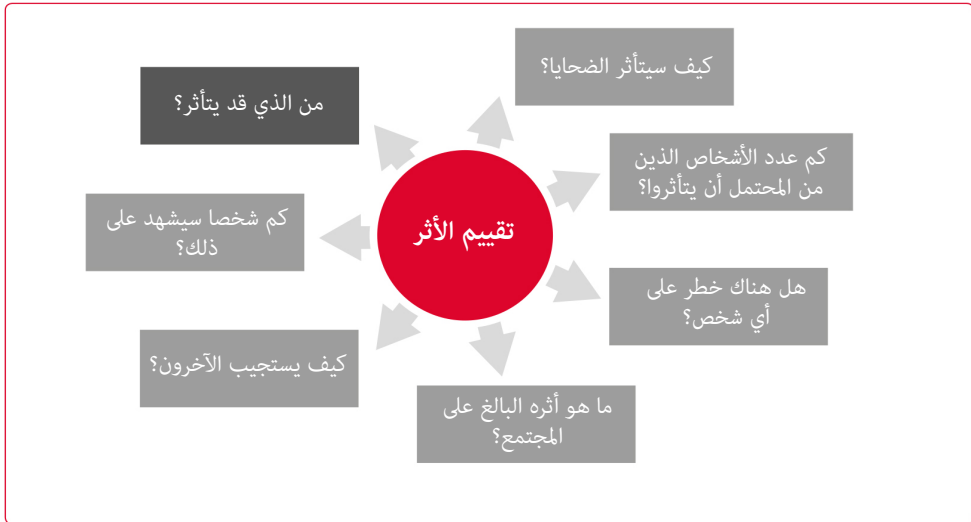 كيف سيتأثر الضحايا؟
من الذي قد يتأثر؟
كم عدد الأشخاص الذين
من المحتمل أن يتأثروا؟
كم شخصا سيشهد على
ذلك؟
تقييم الأثر
هل هناك خطر على
أي شخص؟
كيف يستجيب الآخرون؟
ما هو أثره البالغ على
المجتمع؟